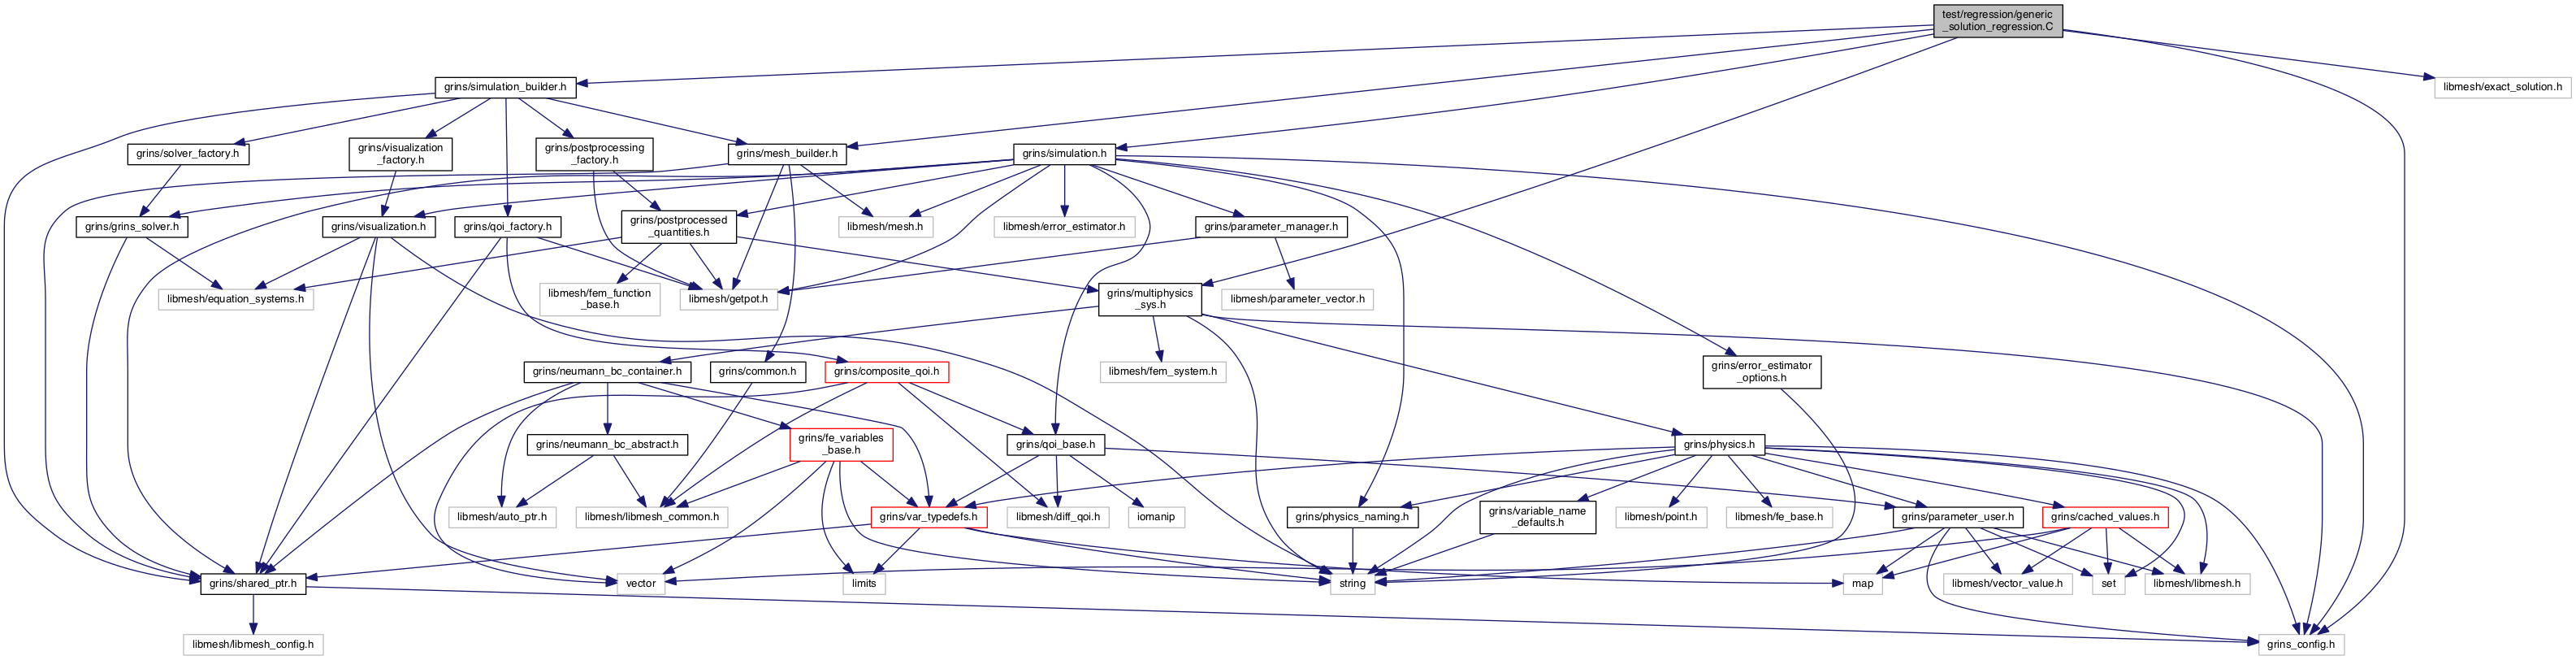 test/regression/generic
_solution_regression.C
grins/simulation_builder.h
libmesh/exact_solution.h
grins/solver_factory.h
grins/visualization
_factory.h
grins/postprocessing
_factory.h
grins/mesh_builder.h
grins/simulation.h
grins/grins_solver.h
grins/visualization.h
grins/qoi_factory.h
grins/postprocessed
_quantities.h
libmesh/mesh.h
libmesh/error_estimator.h
grins/parameter_manager.h
libmesh/equation_systems.h
libmesh/fem_function
_base.h
libmesh/getpot.h
grins/multiphysics
_sys.h
libmesh/parameter_vector.h
grins/neumann_bc_container.h
grins/common.h
grins/composite_qoi.h
libmesh/fem_system.h
grins/error_estimator
_options.h
grins/neumann_bc_abstract.h
grins/fe_variables
_base.h
grins/qoi_base.h
grins/physics.h
libmesh/auto_ptr.h
libmesh/libmesh_common.h
grins/var_typedefs.h
libmesh/diff_qoi.h
iomanip
grins/physics_naming.h
grins/variable_name
_defaults.h
libmesh/point.h
libmesh/fe_base.h
grins/parameter_user.h
grins/cached_values.h
grins/shared_ptr.h
vector
limits
string
map
libmesh/vector_value.h
set
libmesh/libmesh.h
libmesh/libmesh_config.h
grins_config.h